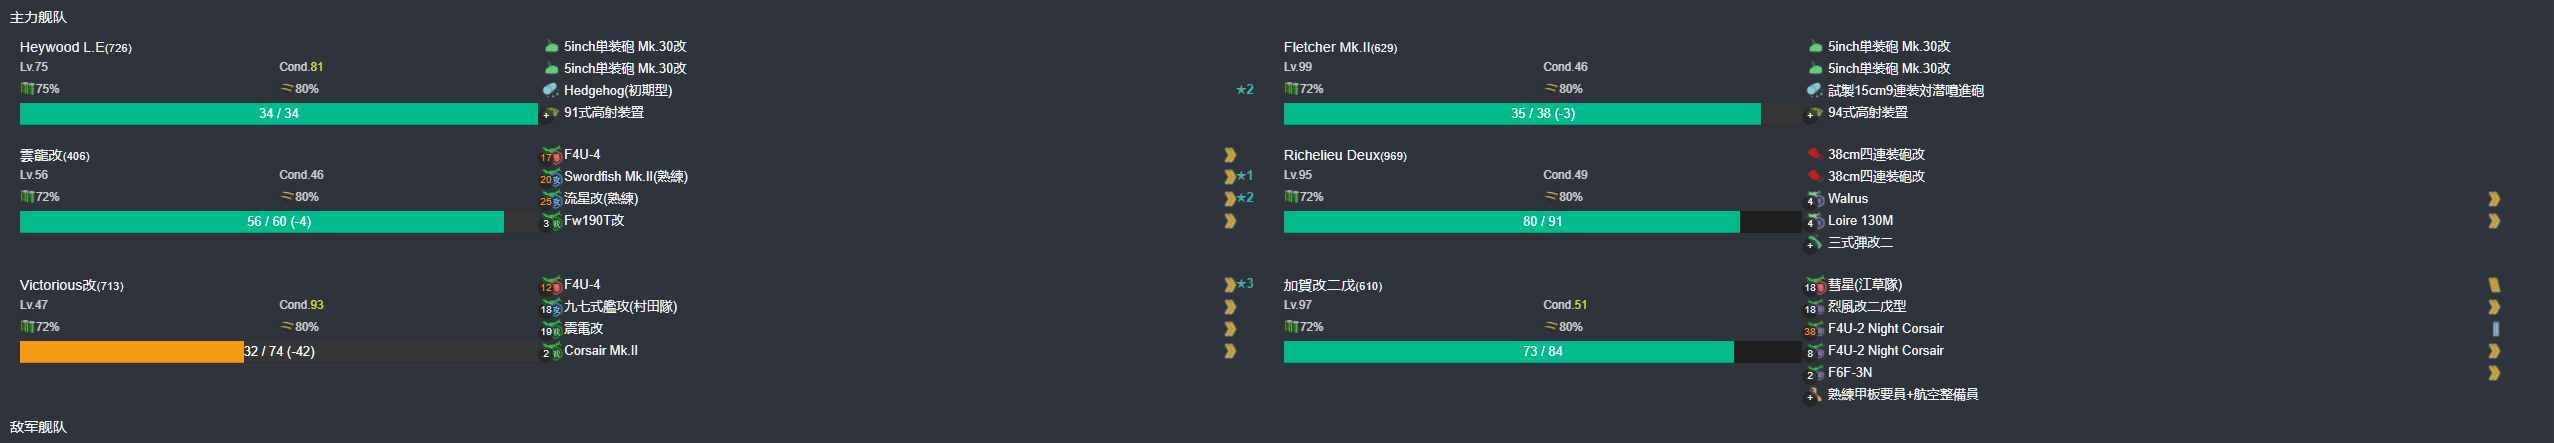 主力舰队
Heywood L.E(726)
Lv.75 Cond.81
75% 80%
34 / 34
5inch単装砲 Mk.30改
5inch単装砲 Mk.30改
Hedgehog(初期型) ★2
+ 91式高射装置
Fletcher Mk.II(629)
Lv.99 Cond.46
72% 80%
35 / 38 (-3)
5inch単装砲 Mk.30改
5inch単装砲 Mk.30改
試製15cm9連装対潜噴進砲
+ 94式高射装置
雲龍改(406)
Lv.56 Cond.46
72% 80%
56 / 60 (-4)
17 F4U-4
20 Swordfish Mk.II(熟練) ★1
25 流星改(熟練) ★2
3 Fw190T改
Richelieu Deux(969)
Lv.95 Cond.49
72% 80%
80 / 91
38cm四連装砲改
38cm四連装砲改
4 Walrus
4 Loire 130M
+ 三式弾改二
Victorious改(713)
Lv.47 Cond.93
72% 80%
32 / 74 (-42)
12 F4U-4 ★3
18 九七式艦攻(村田隊)
19 震電改
2 Corsair Mk.II
加賀改二戊(610)
Lv.97 Cond.51
72% 80%
73 / 84
18 彗星(江草隊)
18 烈風改二戊型
38 F4U-2 Night Corsair
8 F4U-2 Night Corsair
2 F6F-3N
+ 熟練甲板要員+航空整備員
敌军舰队